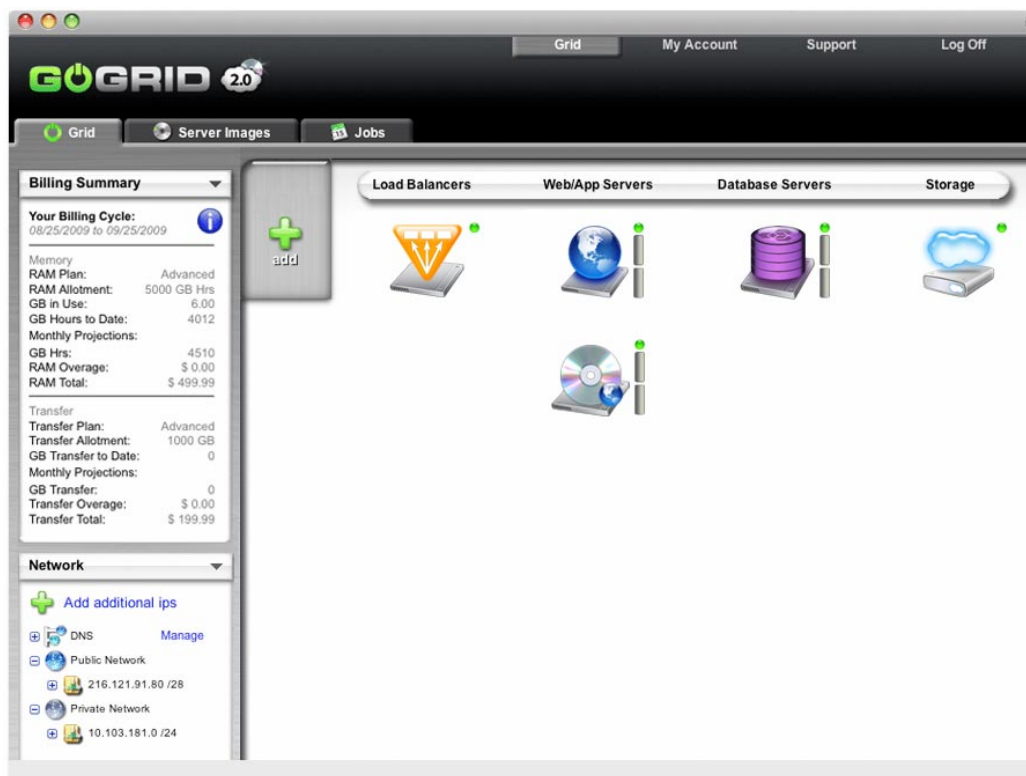 Grid My Account Support Log Off
GOGRID 2.0
Grid Server Images Jobs
Billing Summary
Your Billing Cycle:
08/25/2009 to 09/25/2009
Memory
RAM Plan: Advanced
RAM Allotment: 5000 GB Hrs
GB in Use: 6.00
GB Hours to Date: 4012
Monthly Projections:
GB Hrs: 4510
RAM Overage: $ 0.00
RAM Total: $ 499.99
Transfer
Transfer Plan: Advanced
Transfer Allotment: 1000 GB
GB Transfer to Date: 0
Monthly Projections:
GB Transfer: 0
Transfer Overage: $ 0.00
Transfer Total: $ 199.99
Network
Add additional ips
DNS Manage
Public Network
216.121.91.80 /28
Private Network
10.103.181.0 /24
add
Load Balancers Web/App Servers Database Servers Storage